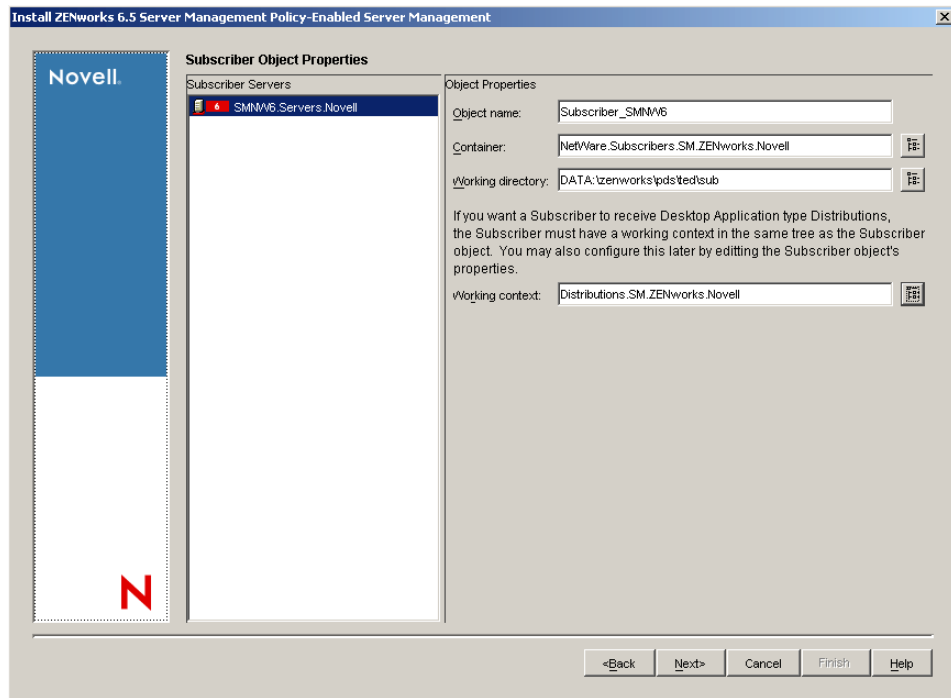 Install ZENworks 6.5 Server Management Policy-Enabled Server Management
Novell.
Subscriber Object Properties
Subscriber Servers
6 SMNW6.Servers.Novell
Object Properties
Object name: Subscriber_SMNW6
Container: NetWare.Subscribers.SM.ZENworks.Novell
Working directory: DATA:\zenworks\pds\ted\sub
If you want a Subscriber to receive Desktop Application type Distributions,
the Subscriber must have a working context in the same tree as the Subscriber
object. You may also configure this later by editting the Subscriber object's
properties.
Working context: Distributions.SM.ZENworks.Novell
N
<Back Next> Cancel Finish Help